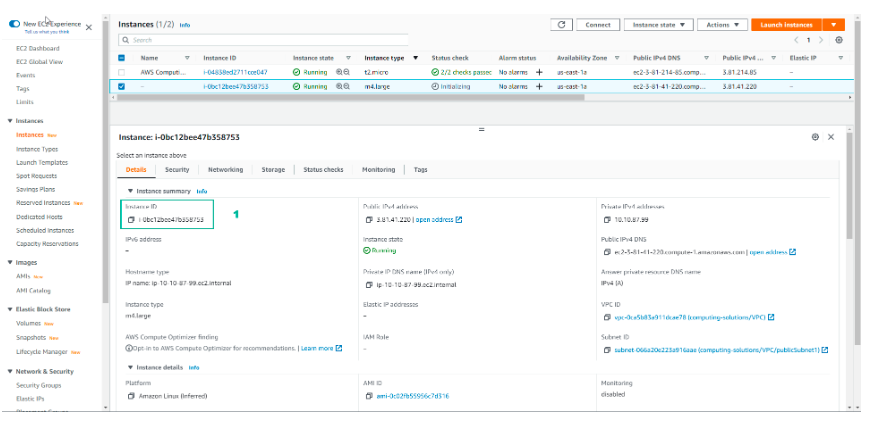 New EC2 Experience
Tell us what you think
EC2 Dashboard
EC2 Global View
Events
Tags
Limits
Instances
Instances New
Instance Types
Launch Templates
Spot Requests
Savings Plans
Reserved Instances New
Dedicated Hosts
Scheduled Instances
Capacity Reservations
Images
AMIs New
AMI Catalog
Elastic Block Store
Volumes New
Snapshots New
Lifecycle Manager New
Network & Security
Security Groups
Elastic IPs
Instances (1/2) Info
Connect Instance state Actions Launch instances
Search
1
Name Instance ID Instance state Instance type Status check Alarm status Availability Zone Public IPv4 DNS Public IPv4 ... Elastic IP
AWS Computi... i-04858ed2711cce047 Running t2.micro 2/2 checks passec No alarms + us-east-1a ec2-3-81-214-85.comp... 3.81.214.85 –
– i-0bc12bee47b358753 Running m4.large Initializing No alarms + us-east-1a ec2-3-81-41-220.comp... 3.81.41.220 –
Instance: i-0bc12bee47b358753
Select an instance above
Details Security Networking Storage Status checks Monitoring Tags
Instance summary Info
Instance ID Public IPv4 address Private IPv4 addresses
i-0bc12bee47b358753 1 3.81.41.220 | open address 10.10.87.99
IPv6 address Instance state Public IPv4 DNS
– Running ec2-3-81-41-220.compute-1.amazonaws.com | open address
Hostname type Private IP DNS name (IPv4 only) Answer private resource DNS name
IP name: ip-10-10-87-99.ec2.internal ip-10-10-87-99.ec2.internal IPv4 (A)
Instance type Elastic IP addresses VPC ID
m4.large – vpc-0ca5b83a911dcae78 (computing-solutions/VPC)
AWS Compute Optimizer finding IAM Role Subnet ID
Opt-in to AWS Compute Optimizer for recommendations. | Learn more – subnet-066a20e223a916aae (computing-solutions/VPC/publicSubnet1)
Instance details Info
Platform AMI ID Monitoring
Amazon Linux (Inferred) ami-0c02fb55956c7d316 disabled